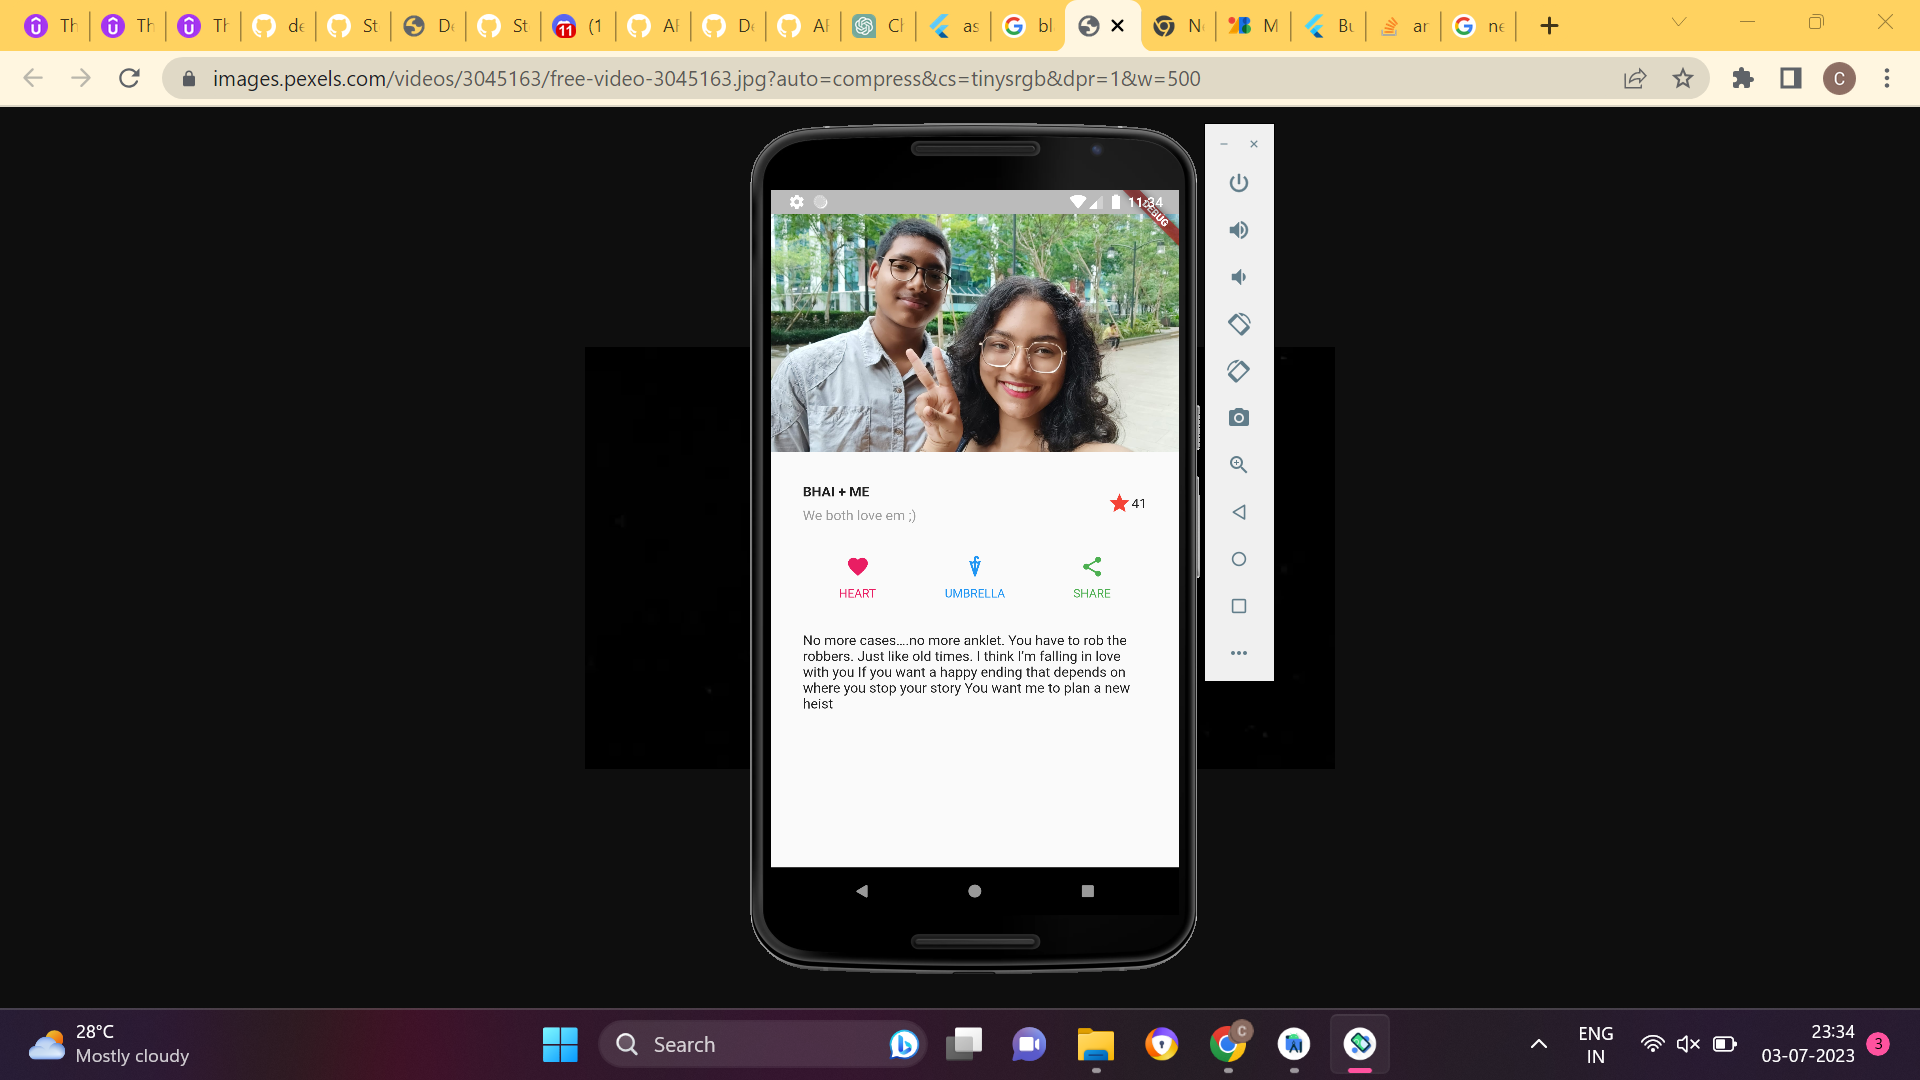 Th Th Th de St De St (1 AF De AF Ch as bl Ne M Bu ar ne
images.pexels.com/videos/3045163/free-video-3045163.jpg?auto=compress&cs=tinysrgb&dpr=1&w=500
C
11:34
DEBUG
BHAI + ME
41
We both love em ;)
HEART UMBRELLA SHARE
No more cases....no more anklet. You have to rob the
robbers. Just like old times. I think I'm falling in love
with you If you want a happy ending that depends on
where you stop your story You want me to plan a new
heist
28°C
Mostly cloudy
Search
C
ENG
IN
23:34
03-07-2023
3